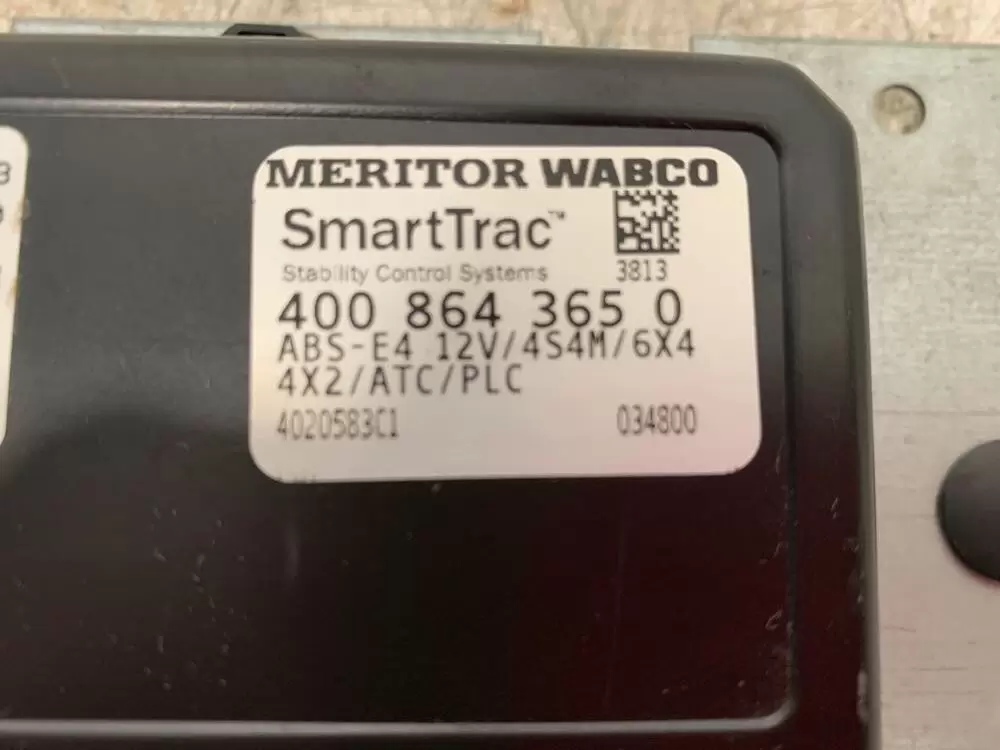 MERITOR WABCO
SmartTrac™
Stability Control Systems 3813
400 864 365 0
ABS-E4 12V/4S4M/6X4
4X2/ATC/PLC
4020583C1 034800